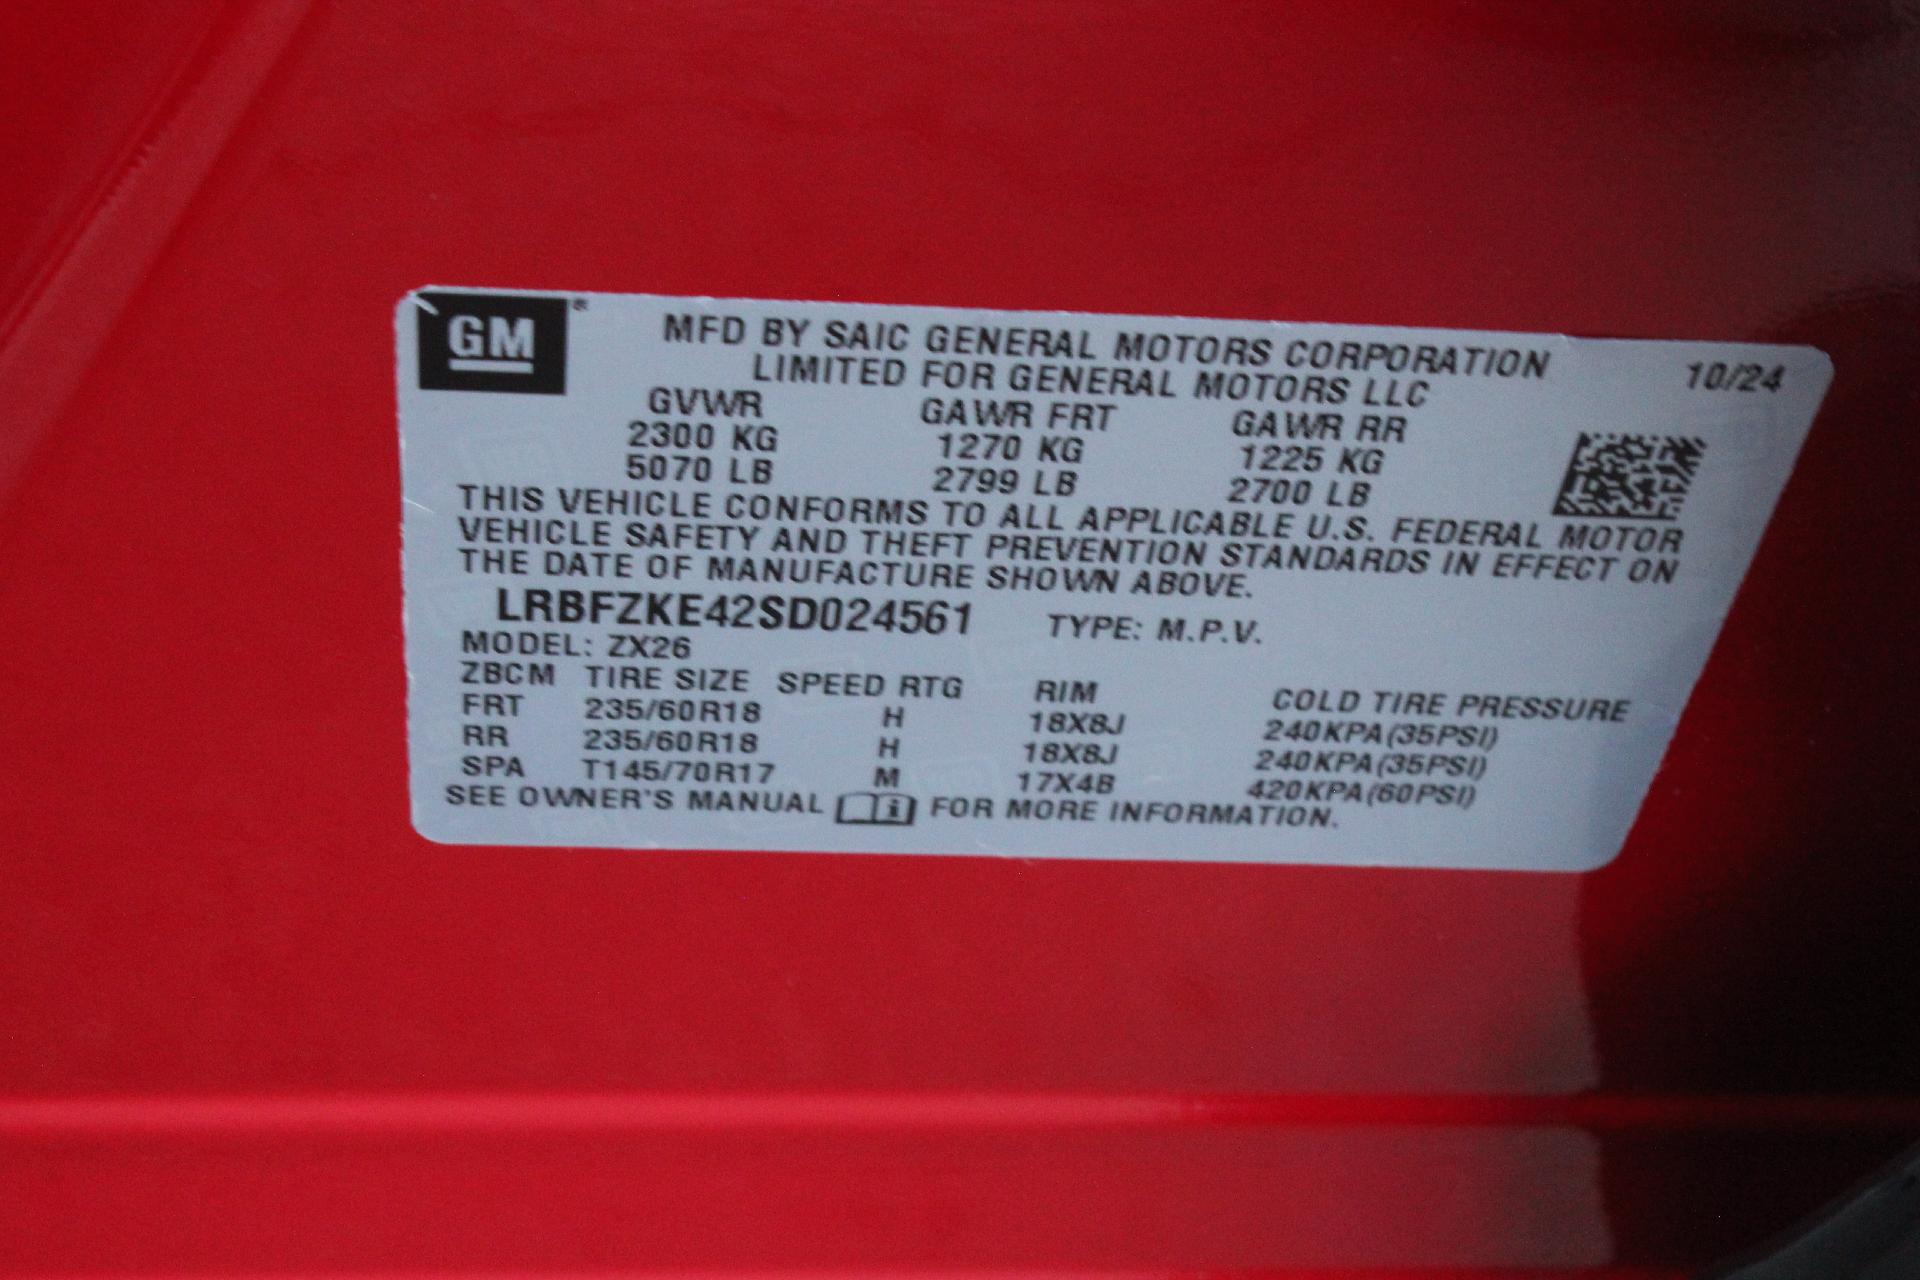 GM ®
MFD BY SAIC GENERAL MOTORS CORPORATION
LIMITED FOR GENERAL MOTORS LLC
10/24
GVWR GAWR FRT GAWR RR
2300 KG 1270 KG 1225 KG
5070 LB 2799 LB 2700 LB
THIS VEHICLE CONFORMS TO ALL APPLICABLE U.S. FEDERAL MOTOR
VEHICLE SAFETY AND THEFT PREVENTION STANDARDS IN EFFECT ON
THE DATE OF MANUFACTURE SHOWN ABOVE.
LRBFZKE42SD024561 TYPE: M.P.V.
MODEL: ZX26
ZBCM TIRE SIZE SPEED RTG RIM COLD TIRE PRESSURE
FRT 235/60R18 H 18X8J 240KPA(35PSI)
RR 235/60R18 H 18X8J 240KPA(35PSI)
SPA T145/70R17 M 17X4B 420KPA(60PSI)
SEE OWNER'S MANUAL i FOR MORE INFORMATION.